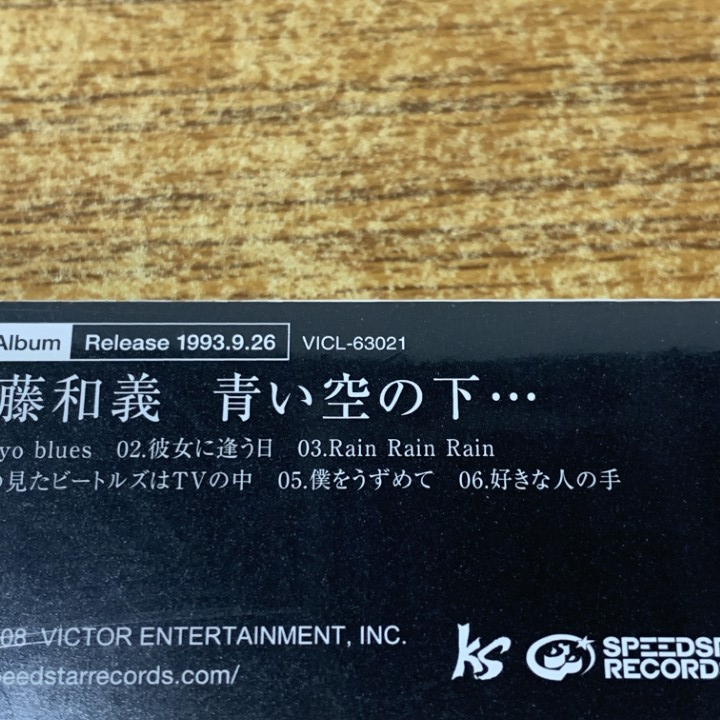 Album Release 1993.9.26 VICL-63021
藤和義 青い空の下…
yo blues 02.彼女に逢う日 03.Rain Rain Rain
見たビートルズはTVの中 05.僕をうずめて 06.好きな人の手
08 VICTOR ENTERTAINMENT, INC.
eedstarrecords.com/
KS
SPEEDS
RECORD